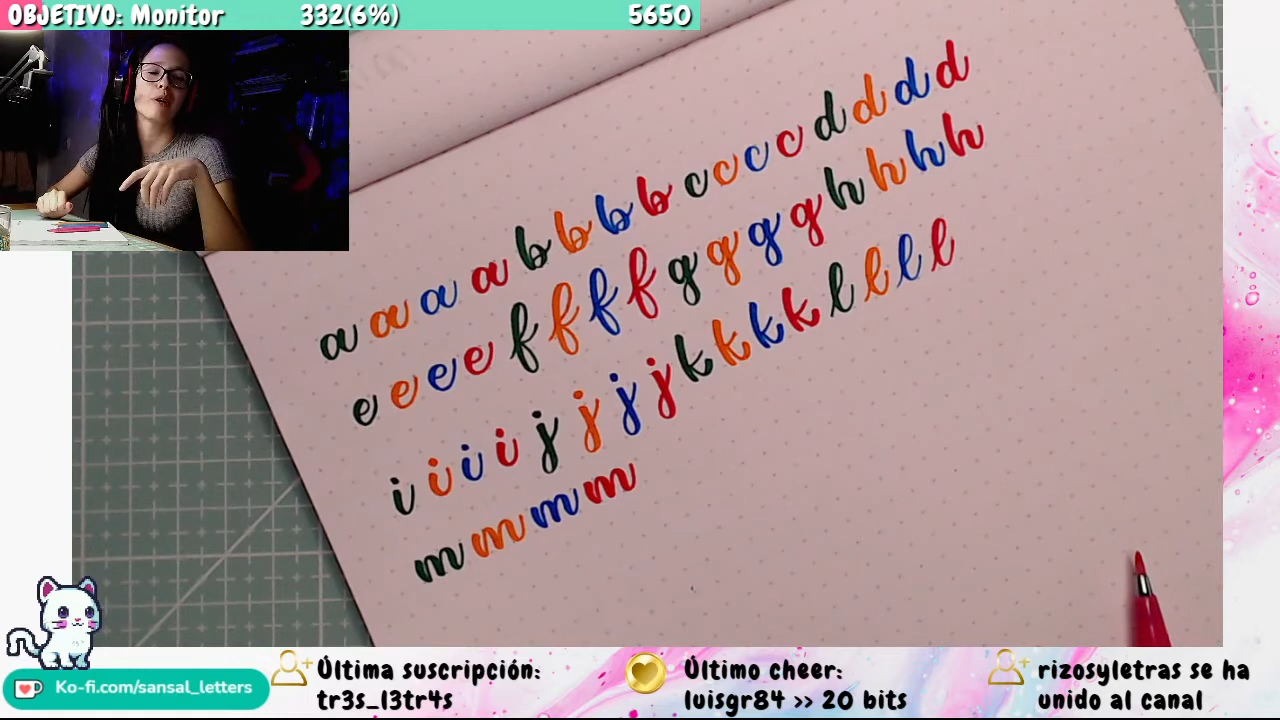 OBJETIVO: Monitor 332(6%) 5650
a a a a b b b b c c c c d d d d
e e e e f f f f g g g g h h h h
i i i i j j j j k k k k l l l l
m m m m
Ko-fi.com/sansal_letters
Última suscripción:
tr3s_l3tr4s
Último cheer:
luisgr84 >> 20 bits
rizosyletras se ha
unido al canal